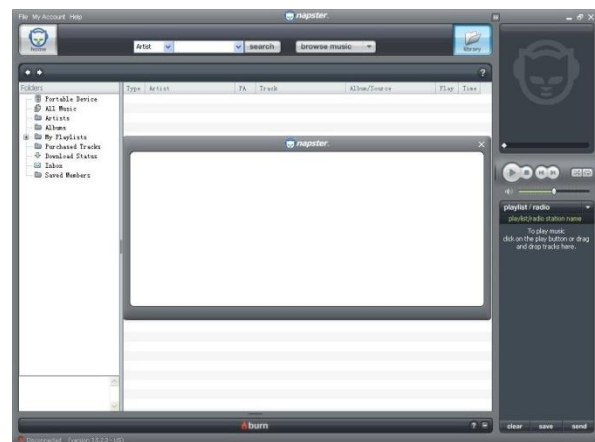 File My Account Help
napster.
home
Artist
search
browse music
library
?
Folders
Type Artist FA Track Album/Source Play Time
Portable Device
All Music
Artists
Albums
My Playlists
Purchased Tracks
Download Status
Inbox
Saved Members
napster.
playlist / radio
playlist/radio station name
To play music
click on the play button or drag
and drop tracks here.
burn
?
clear save send
Disconnected